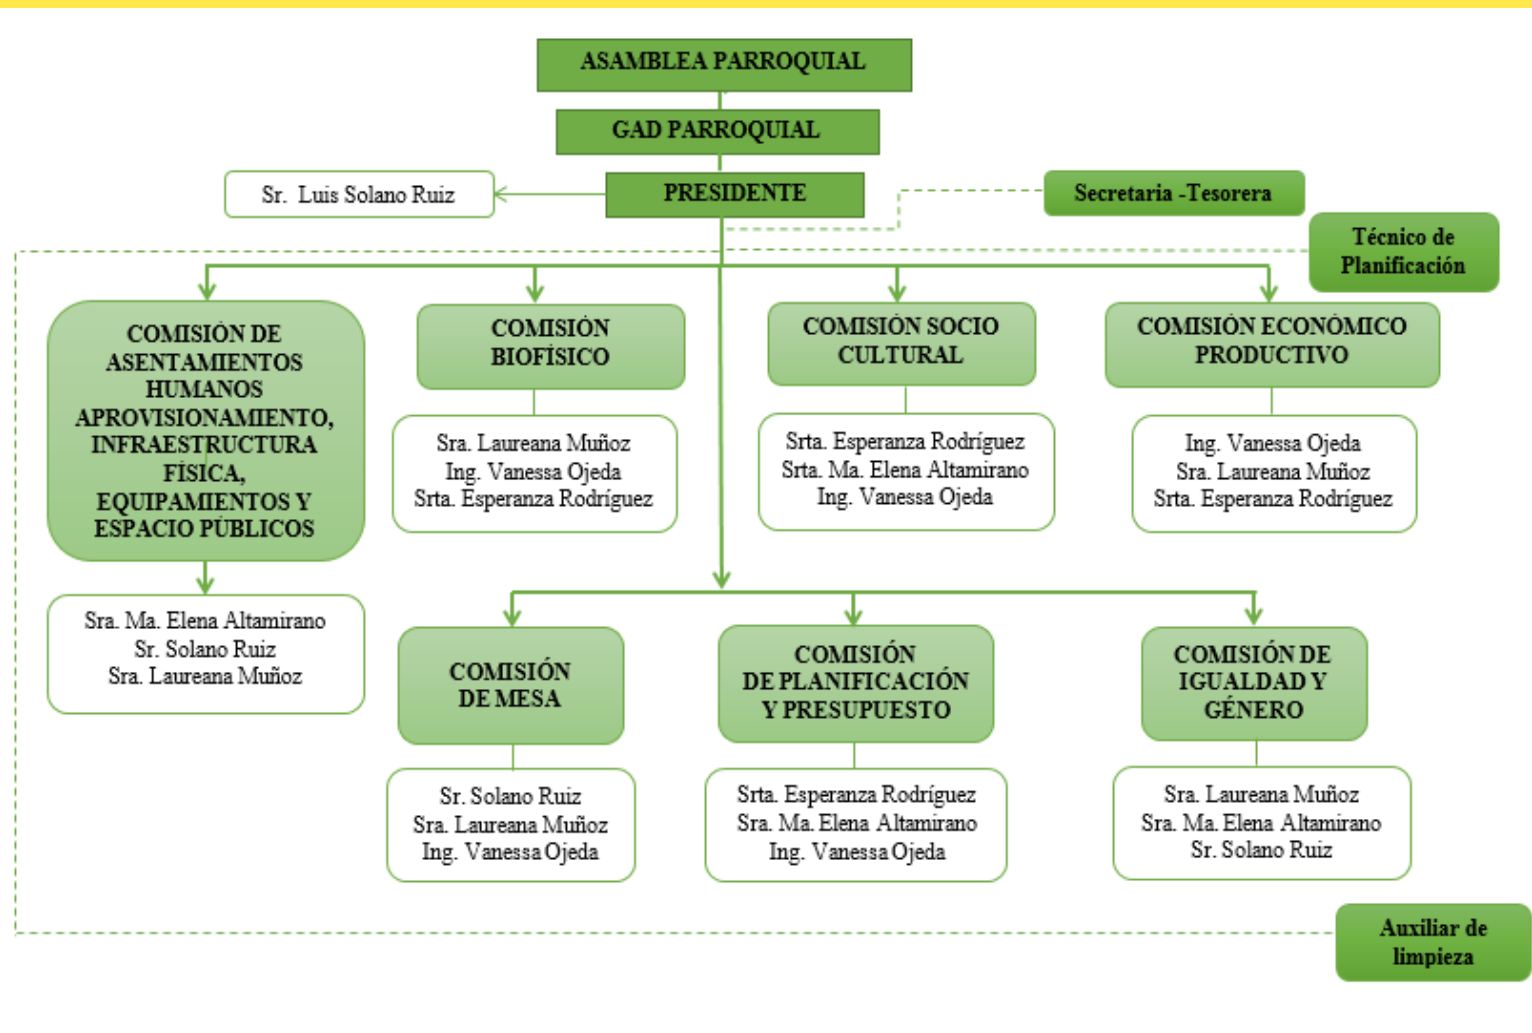 ASAMBLEA PARROQUIAL
GAD PARROQUIAL
PRESIDENTE
Sr. Luis Solano Ruiz
Secretaria -Tesorera
Técnico de
Planificación
COMISIÓN DE
ASENTAMIENTOS
HUMANOS
APROVISIONAMIENTO,
INFRAESTRUCTURA
FÍSICA,
EQUIPAMIENTOS Y
ESPACIO PÚBLICOS
Sra. Ma. Elena Altamirano
Sr. Solano Ruiz
Sra. Laureana Muñoz
COMISIÓN
BIOFÍSICO
Sra. Laureana Muñoz
Ing. Vanessa Ojeda
Srta. Esperanza Rodríguez
COMISIÓN SOCIO
CULTURAL
Srta. Esperanza Rodríguez
Srta. Ma. Elena Altamirano
Ing. Vanessa Ojeda
COMISIÓN ECONÓMICO
PRODUCTIVO
Ing. Vanessa Ojeda
Sra. Laureana Muñoz
Srta. Esperanza Rodríguez
COMISIÓN
DE MESA
Sr. Solano Ruiz
Sra. Laureana Muñoz
Ing. Vanessa Ojeda
COMISIÓN
DE PLANIFICACIÓN
Y PRESUPUESTO
Srta. Esperanza Rodríguez
Sra. Ma. Elena Altamirano
Ing. Vanessa Ojeda
COMISIÓN DE
IGUALDAD Y
GÉNERO
Sra. Laureana Muñoz
Sra. Ma. Elena Altamirano
Sr. Solano Ruiz
Auxiliar de
limpieza